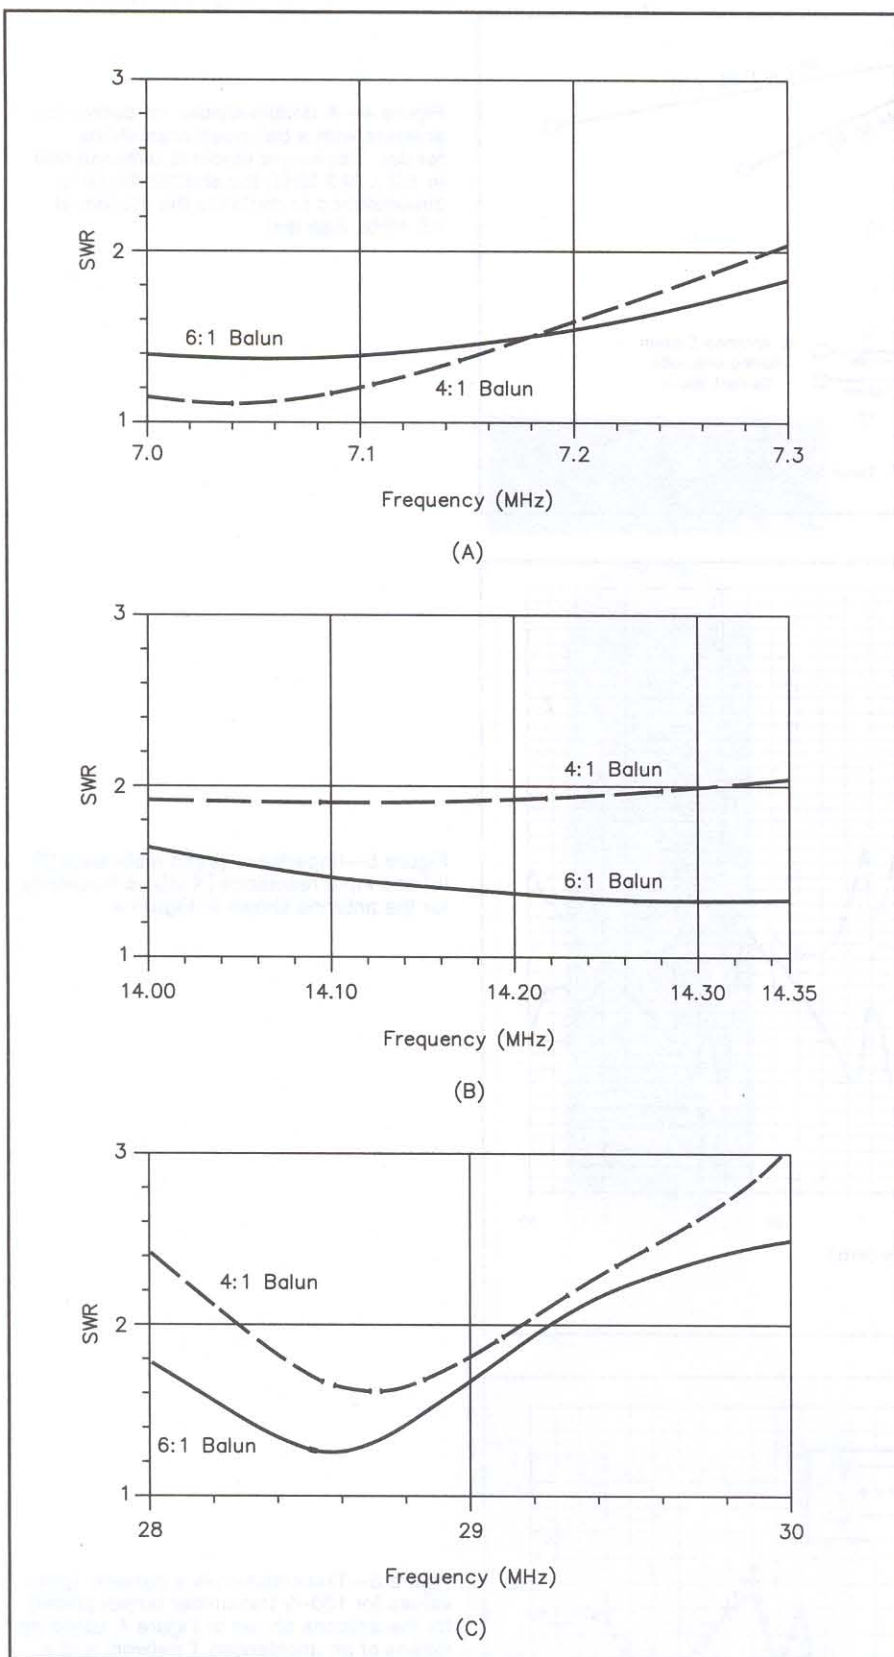 3
2
1
SWR
6:1 Balun
4:1 Balun
7.0 7.1 7.2 7.3
Frequency (MHz)
(A)
3
2
1
SWR
4:1 Balun
6:1 Balun
14.00 14.10 14.20 14.30 14.35
Frequency (MHz)
(B)
3
2
1
SWR
4:1 Balun
6:1 Balun
28 29 30
Frequency (MHz)
(C)